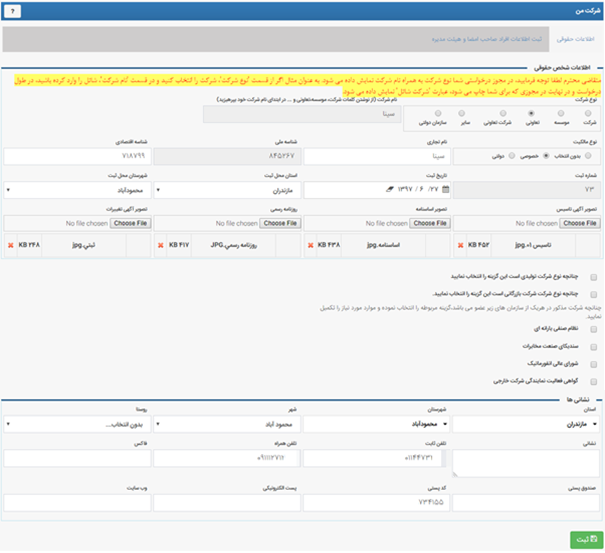 شرکت من
?
اطلاعات حقوقی
ثبت اطلاعات افراد صاحب امضا و هیئت مدیره
اطلاعات شخص حقوقی
متقاضی محترم لطفا توجه فرمایید، در مجوز درخواستی شما نوع شرکت به همراه نام شرکت نمایش داده می شود. به عنوان مثال اگر از قسمت 'نوع شرکت'، شرکت را انتخاب کنید و در قسمت 'نام شرکت'، شاتل را وارد کرده باشید، در طول
درخواست و در نهایت در مجوزی که برای شما چاپ می شود، عبارت 'شرکت شاتل' نمایش داده می شود.
نوع شرکت
نام شرکت (از نوشتن کلمات شرکت، موسسه،تعاونی و ... در ابتدای نام شرکت خود بپرهیزید)
شرکت موسسه تعاونی شرکت تعاونی سایر سازمان دولتی
سینا
نوع مالکیت نام تجاری شناسه ملی شناسه اقتصادی
بدون انتخاب خصوصی دولتی
سینا ۸۴۵۲۶۷ ۷۱۸۷۹۹
شماره ثبت تاریخ ثبت استان محل ثبت شهرستان محل ثبت
۷۳ ۱۳۹۷ / ۶ / ۲۷ مازندران محمودآباد
تصویر آگهی تاسیس تصویر اساسنامه روزنامه رسمی تصویر آگهی تغییرات
Choose File No file chosen Choose File No file chosen Choose File No file chosen Choose File No file chosen
تاسیس ۰۱.jpg ۴۵۲ KB اساسنامه.jpg ۴۳۸ KB روزنامه رسمي.JPG ۴۱۷ KB ثبتي.jpg ۲۴۸ KB
چنانچه نوع شرکت تولیدی است این گزینه را انتخاب نمایید
چنانچه نوع شرکت شرکت بازرگانی است این گزینه را انتخاب نمایید.
چنانچه شرکت مذکور در هریک از سازمان های زیر عضو می باشد،گزینه مربوطه را انتخاب نموده و موارد مورد نیاز را تکمیل
نمایید.
نظام صنفی یارانه ای
سندیکای صنعت مخابرات
شورای عالی انفورماتیک
گواهی فعالیت نمایندگی شرکت خارجی
نشانی ها
استان شهرستان شهر روستا
مازندران محمودآباد محمود آباد بدون انتخاب...
نشانی تلفن ثابت تلفن همراه فاکس
۰۱۱۴۴۷۳۱ ۰۹۱۱۱۲۷۱۲
صندوق پستی کد پستی پست الکترونیکی وب سایت
۷۳۴۱۵۵
ثبت